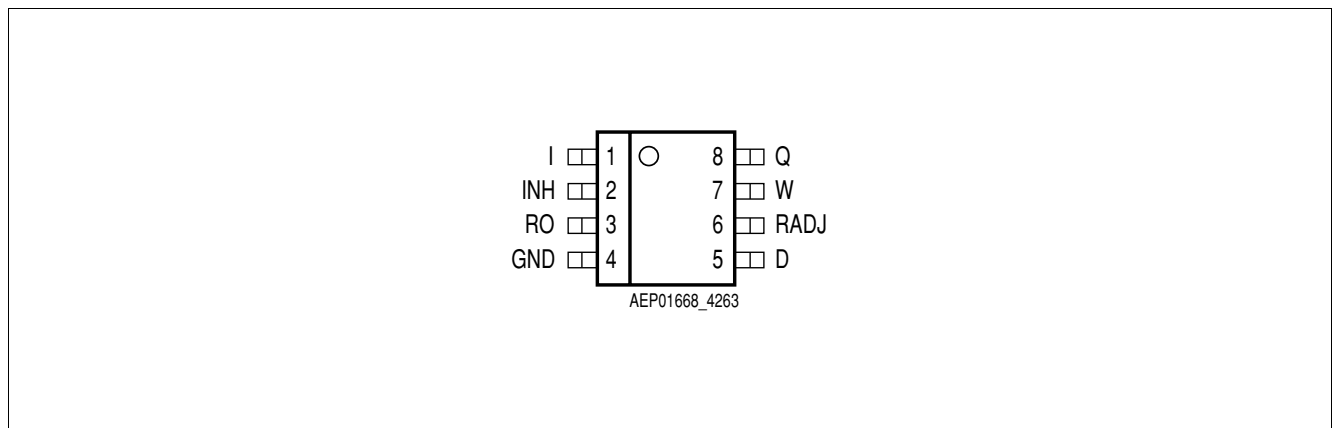 I 1 8 Q
INH 2 7 W
RO 3 6 RADJ
GND 4 5 D
AEP01668_4263